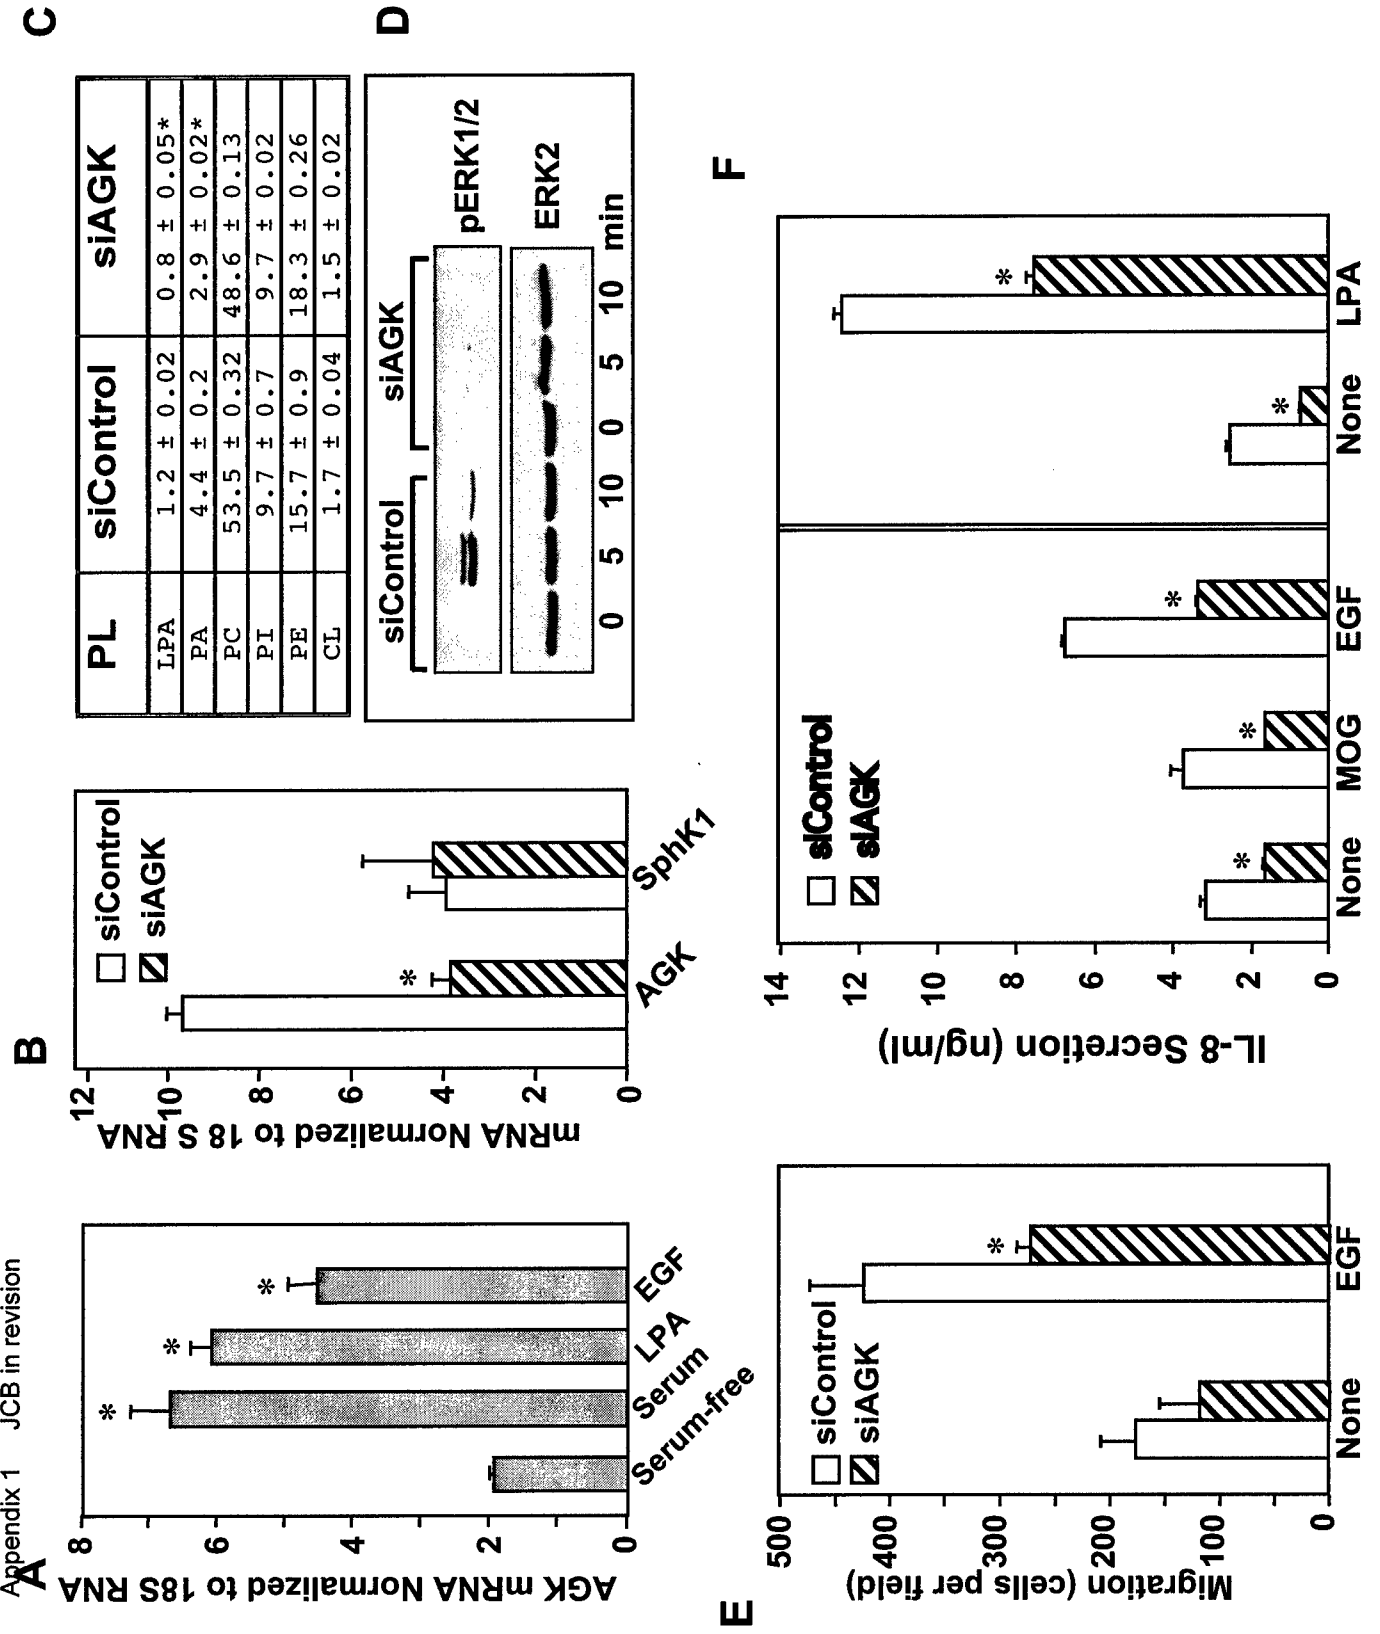 Appendix 1 JCB in revision
A
AGK mRNA Normalized to 18S RNA
8
6
4
2
0
Serum-free
Serum
LPA
EGF
*
*
*
B
mRNA Normalized to 18 S RNA
12
10
8
6
4
2
0
siControl
siAGK
*
AGK
SphK1
C
PL siControl siAGK
LPA 1.2 ± 0.02 0.8 ± 0.05*
PA 4.4 ± 0.2 2.9 ± 0.02*
PC 53.5 ± 0.32 48.6 ± 0.13
PI 9.7 ± 0.7 9.7 ± 0.02
PE 15.7 ± 0.9 18.3 ± 0.26
CL 1.7 ± 0.04 1.5 ± 0.02
D
siControl siAGK
pERK1/2
ERK2
0 5 10 0 5 10 min
E
Migration (cells per field)
500
400
300
200
100
0
siControl
siAGK
*
None EGF
F
IL-8 Secretion (ng/ml)
14
12
10
8
6
4
2
0
siControl
siAGK
* * * * *
None MOG EGF None LPA